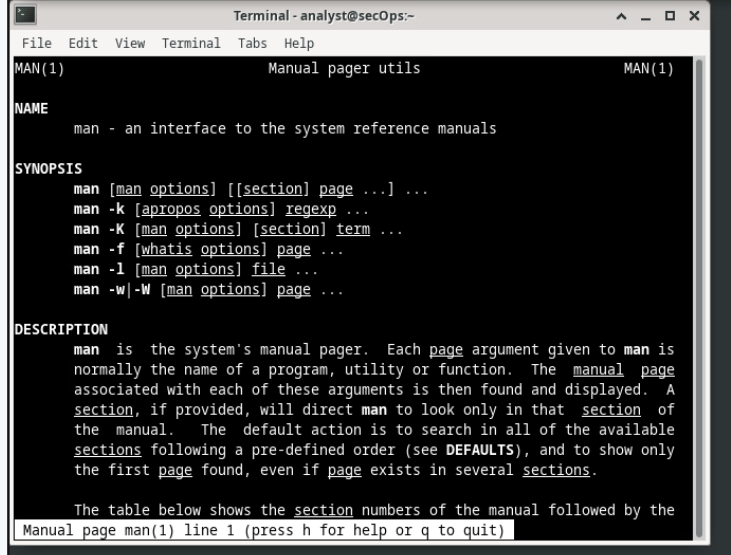 Terminal - analyst@secOps:~
File Edit View Terminal Tabs Help
MAN(1) Manual pager utils MAN(1)
NAME
man - an interface to the system reference manuals
SYNOPSIS
man [man options] [[section] page ...] ...
man -k [apropos options] regexp ...
man -K [man options] [section] term ...
man -f [whatis options] page ...
man -l [man options] file ...
man -w|-W [man options] page ...
DESCRIPTION
man is the system's manual pager. Each page argument given to man is
normally the name of a program, utility or function. The manual page
associated with each of these arguments is then found and displayed. A
section, if provided, will direct man to look only in that section of
the manual. The default action is to search in all of the available
sections following a pre-defined order (see DEFAULTS), and to show only
the first page found, even if page exists in several sections.
The table below shows the section numbers of the manual followed by the
Manual page man(1) line 1 (press h for help or q to quit)